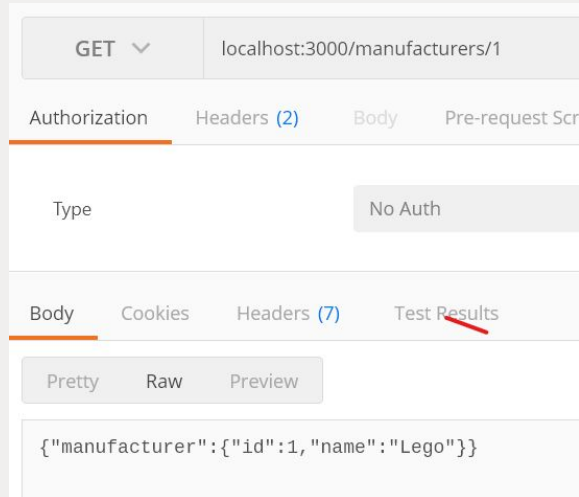 GET localhost:3000/manufacturers/1
Authorization Headers (2) Body Pre-request Scr
Type No Auth
Body Cookies Headers (7) Test Results
Pretty Raw Preview
{"manufacturer":{"id":1,"name":"Lego"}}